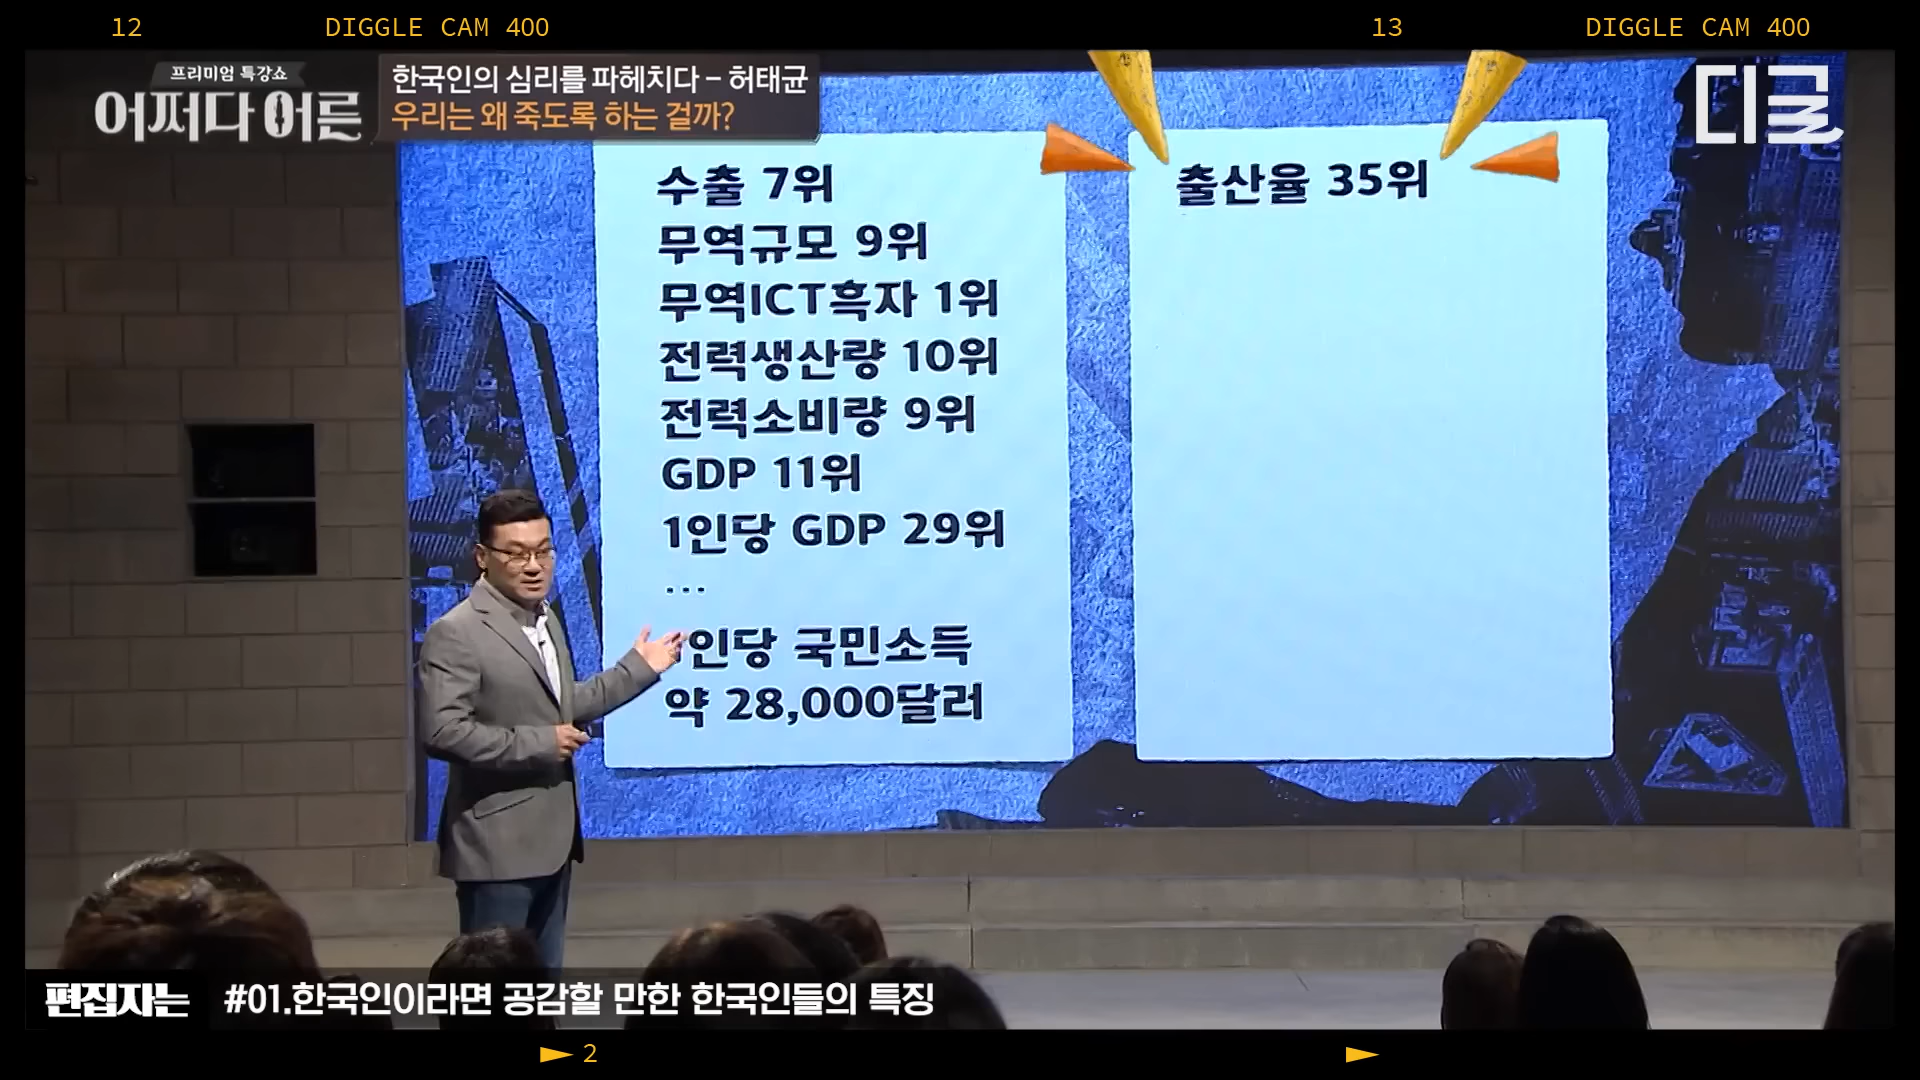 12
DIGGLE CAM 400
13
DIGGLE CAM 400
프리미엄 특강쇼
어쩌다 어른
한국인의 심리를 파헤치다 – 허태균
우리는 왜 죽도록 하는 걸까?
디글
수출 7위
무역규모 9위
무역ICT흑자 1위
전력생산량 10위
전력소비량 9위
GDP 11위
1인당 GDP 29위
...
인당 국민소득
약 28,000달러
출산율 35위
편집자는
#01.한국인이라면 공감할 만한 한국인들의 특징
2